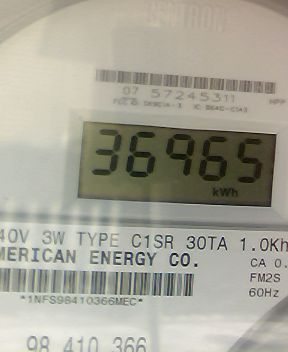 07 57245311
36965
kWh
40V 3W TYPE C1SR 30TA 1.0Kh
MERICAN ENERGY CO.
CA 0.
FM2S
60Hz
*1NFS98410366MEC*
98 410 366